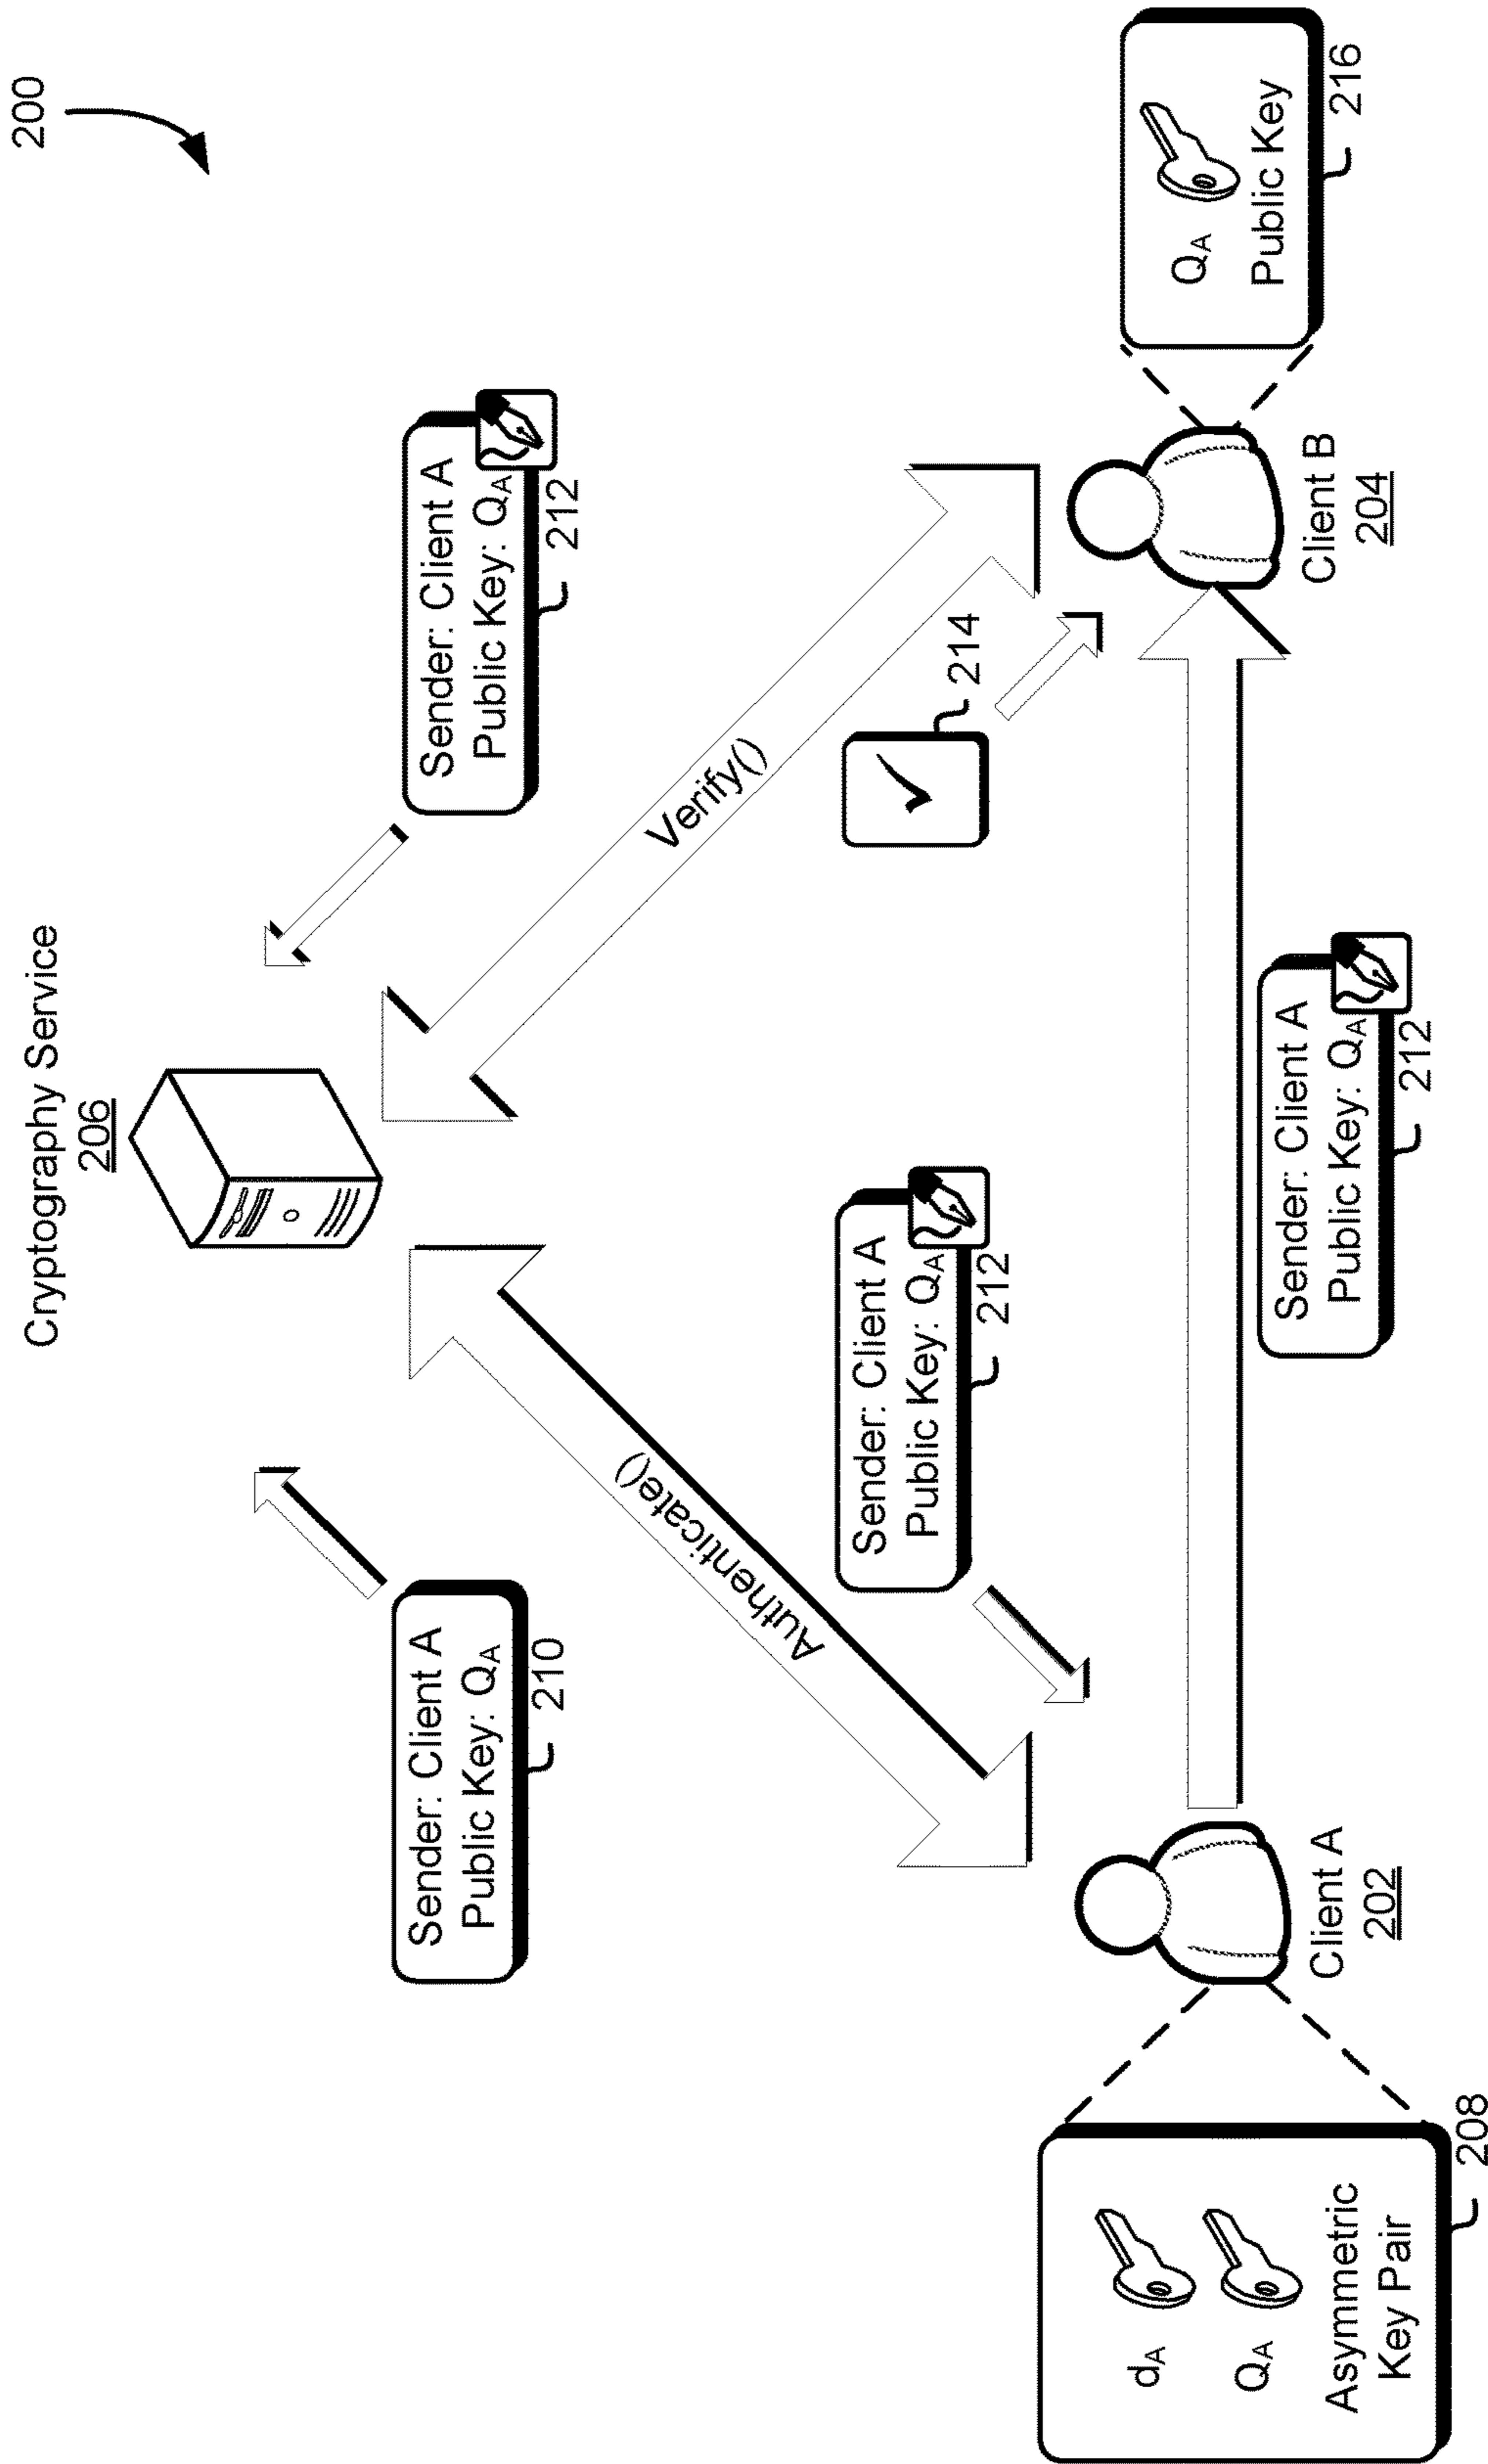 200
Cryptography Service
206
Sender: Client A
Public Key: QA
210
Sender: Client A
Public Key: QA
212
Authenticate()
Verify()
Sender: Client A
Public Key: QA
212
214
Sender: Client A
Public Key: QA
212
dA
QA
Asymmetric
Key Pair
208
Client A
202
Client B
204
QA
Public Key
216